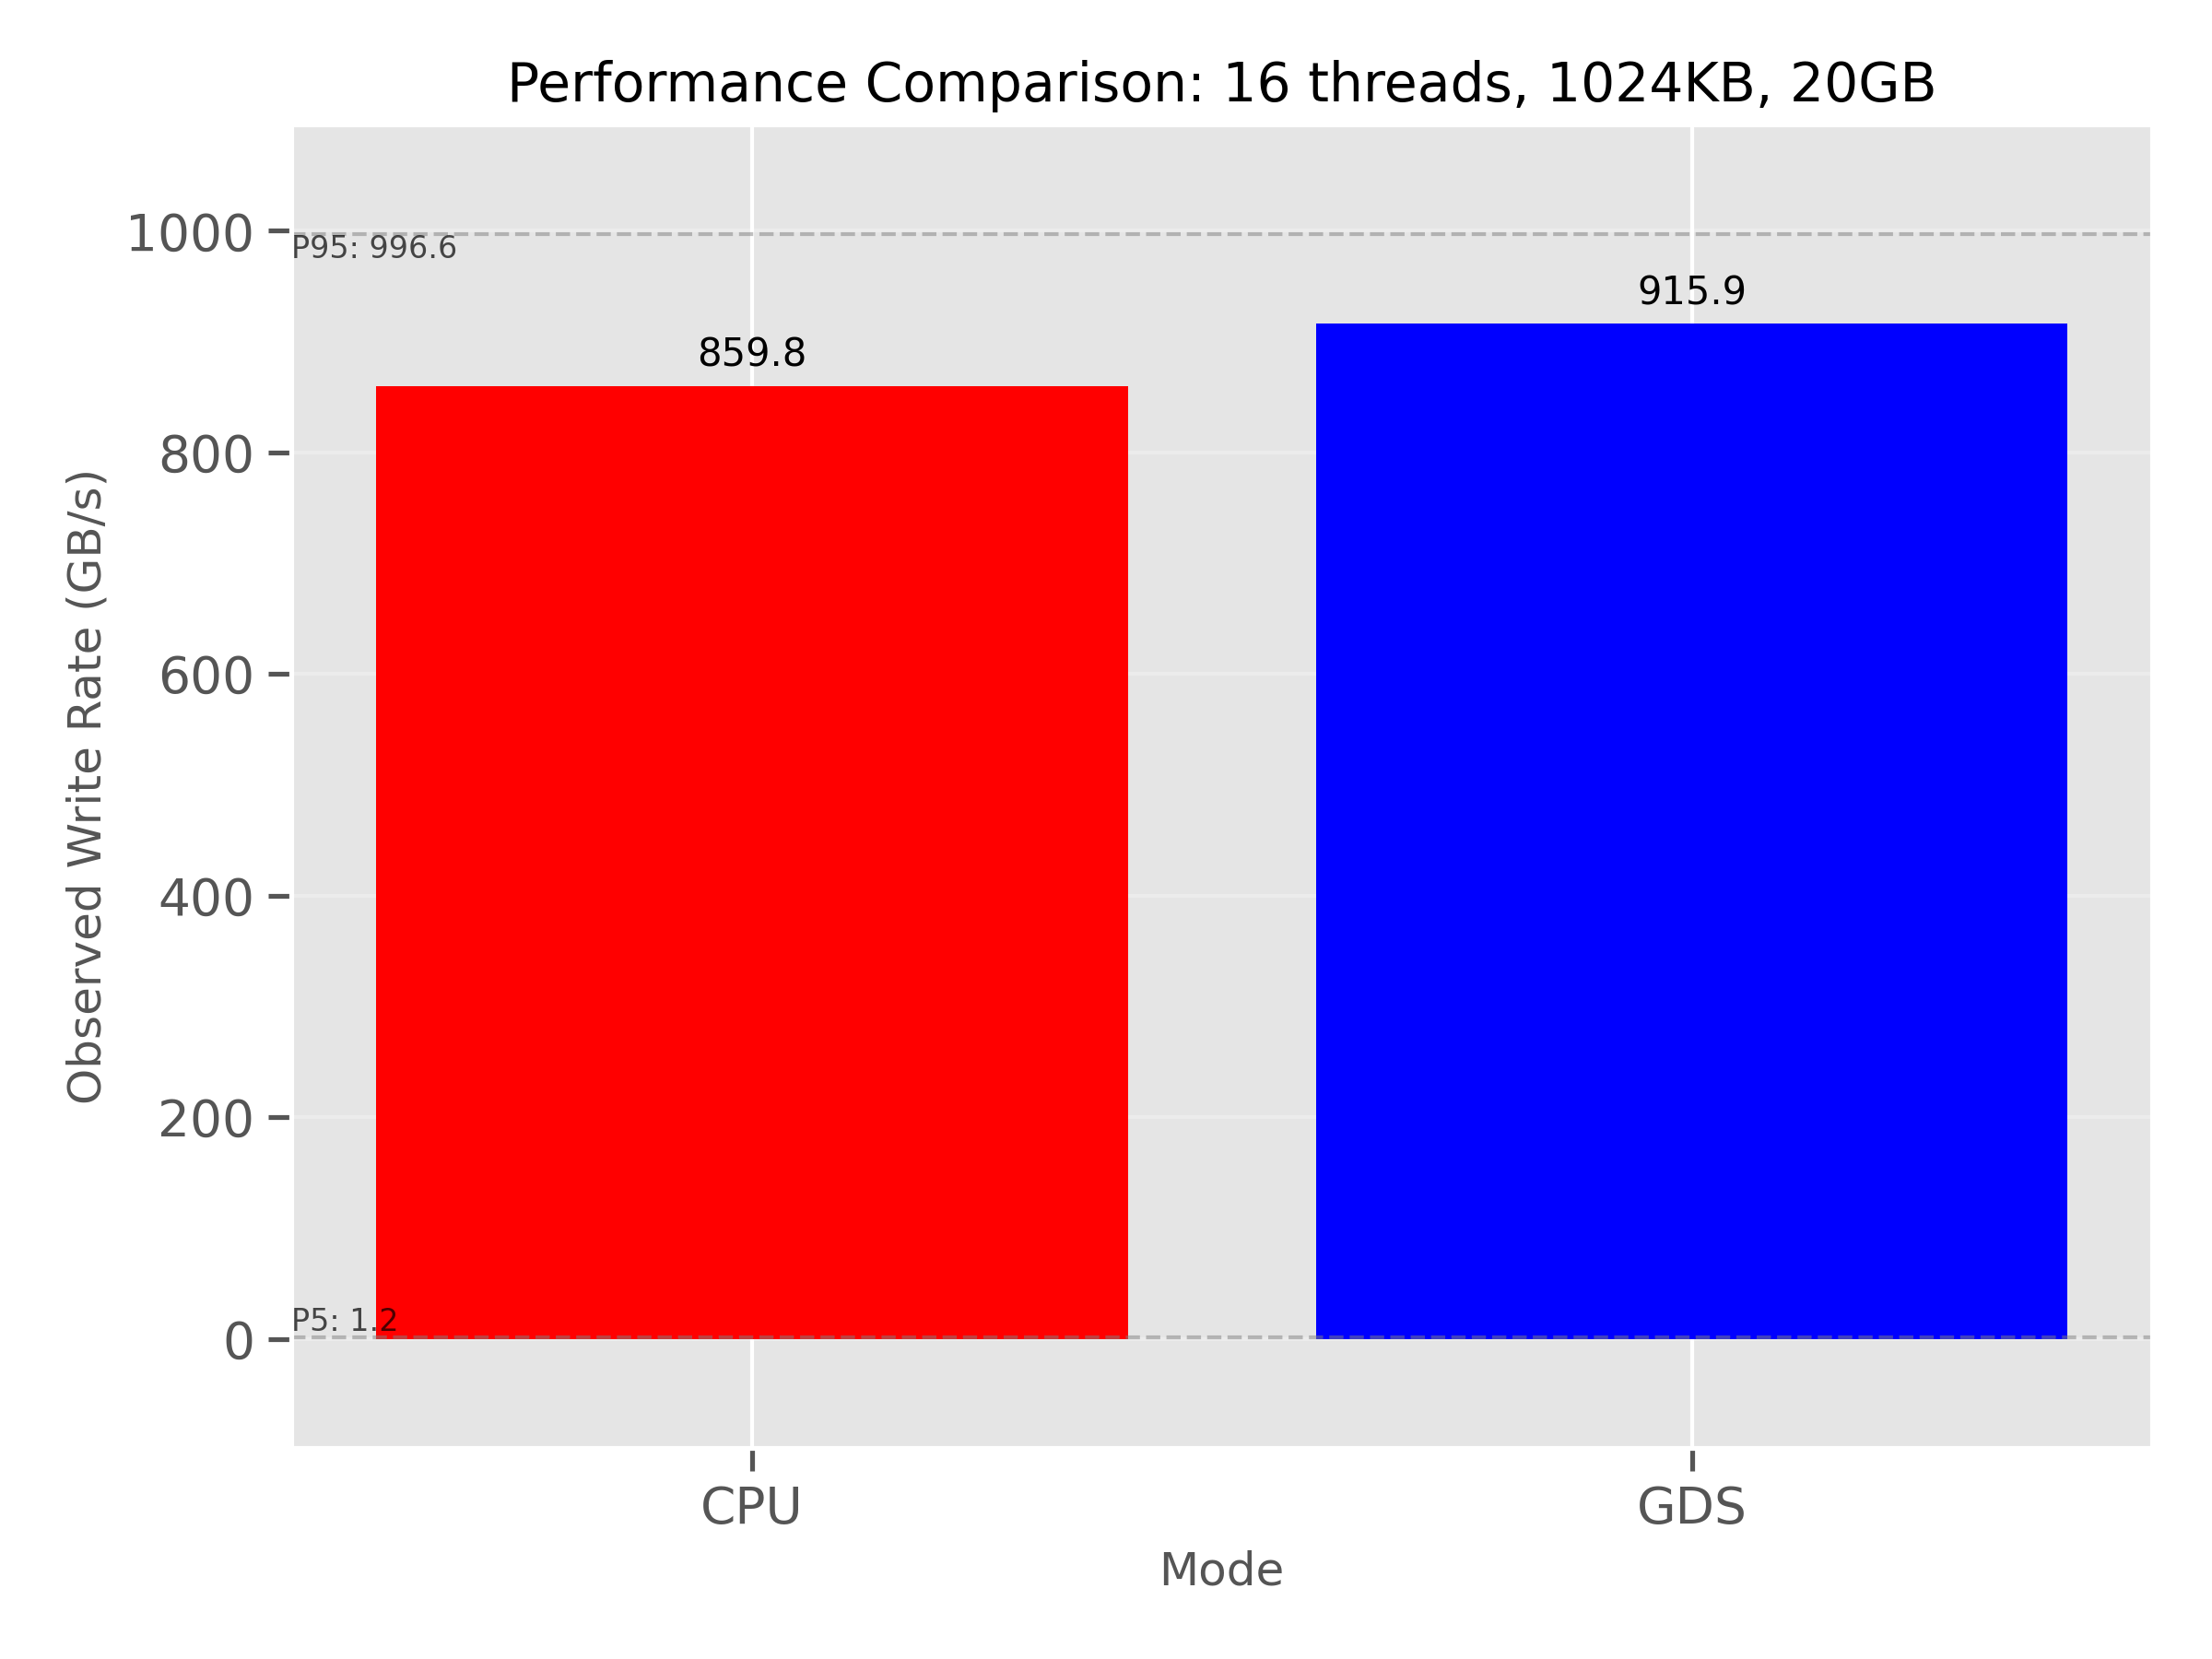 Performance Comparison: 16 threads, 1024KB, 20GB
Observed Write Rate (GB/s)
1000
800
600
400
200
0
P95: 996.6
859.8
915.9
P5: 1.2
CPU
GDS
Mode